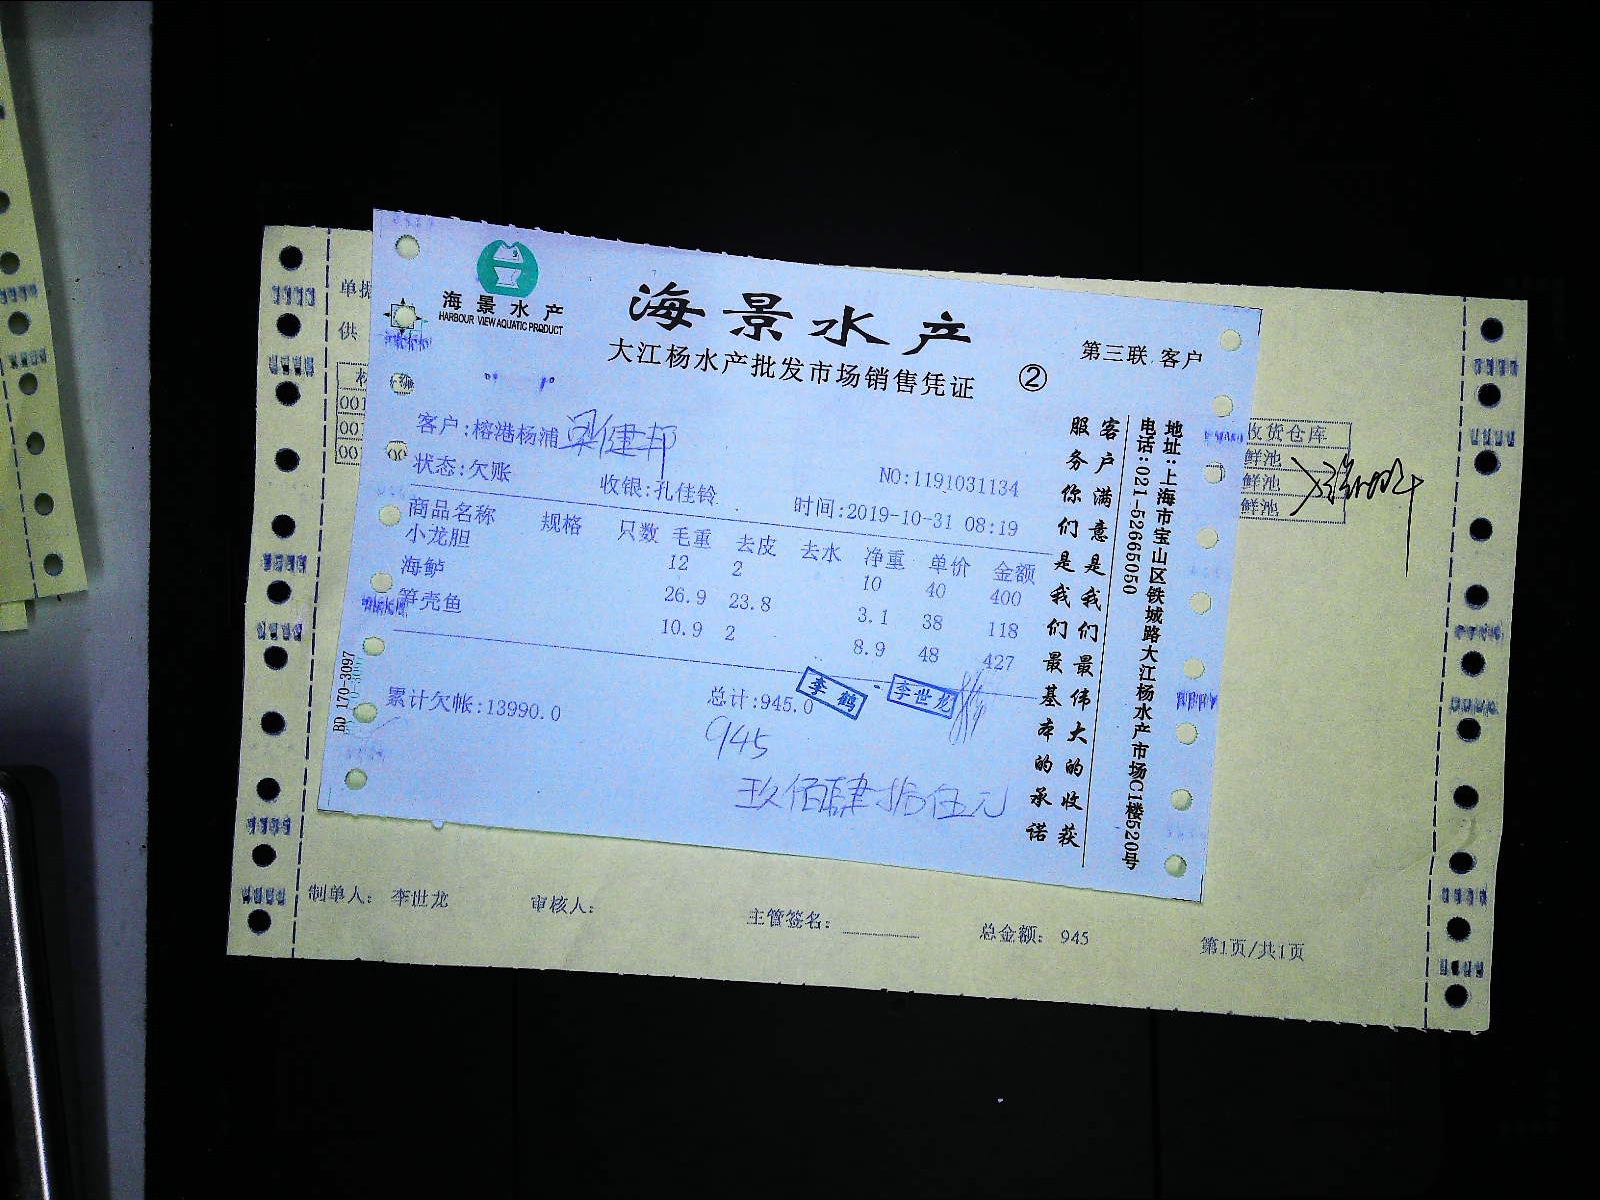 海景水产
HARBOUR VIEW AQUATIC PRODUCT
海景水产
大江杨水产批发市场销售凭证
②
第三联 客户
客户:榕港杨浦 梁健邦
状态:欠账
收银:孔佳铃
NO:1191031134
时间:2019-10-31 08:19
商品名称 规格 只数 毛重 去皮 去水 净重 单价 金额
小龙胆 12 2 10 40 400
海鲈 26.9 23.8 3.1 38 118
笋壳鱼 10.9 2 8.9 48 427
累计欠帐:13990.0
总计:945.0
李鹤
李世龙
945
玖佰肆拾伍元
BD 170-3097
客户满意是我们最伟大的收获
服务你们是我们最基本的承诺
地址:上海市宝山区铁城路大江杨水产市场C1楼520号
电话:021-52665050
单据
供
001
001
001
收货仓库
鲜池
鲜池
鲜池
制单人: 李世龙
审核人:
主管签名:
总金额: 945
第1页/共1页